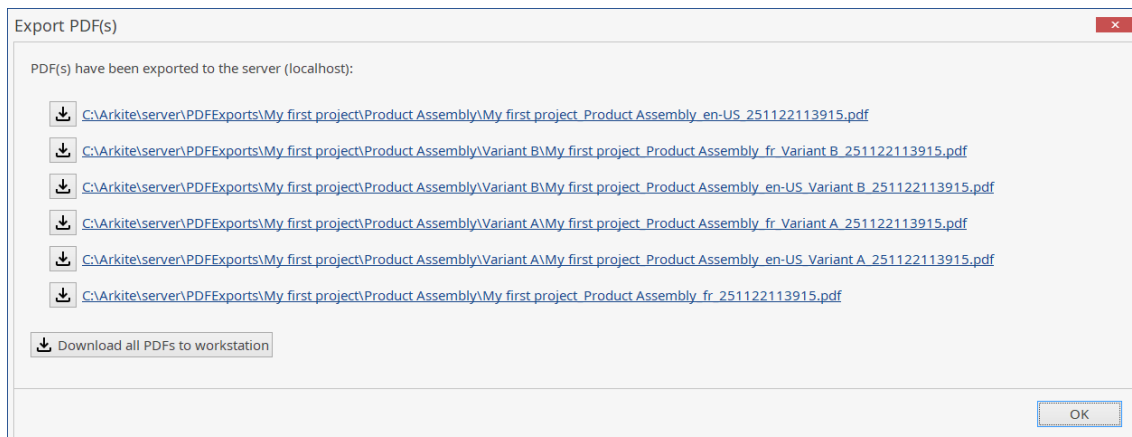 Export PDF(s)
PDF(s) have been exported to the server (localhost):
C:\Arkite\server\PDFExports\My first project\Product Assembly\My first project_Product Assembly_en-US_251122113915.pdf
C:\Arkite\server\PDFExports\My first project\Product Assembly\Variant B\My first project_Product Assembly_fr_Variant B_251122113915.pdf
C:\Arkite\server\PDFExports\My first project\Product Assembly\Variant B\My first project_Product Assembly_en-US_Variant B_251122113915.pdf
C:\Arkite\server\PDFExports\My first project\Product Assembly\Variant A\My first project_Product Assembly_fr_Variant A_251122113915.pdf
C:\Arkite\server\PDFExports\My first project\Product Assembly\Variant A\My first project_Product Assembly_en-US_Variant A_251122113915.pdf
C:\Arkite\server\PDFExports\My first project\Product Assembly\My first project_Product Assembly_fr_251122113915.pdf
Download all PDFs to workstation
OK